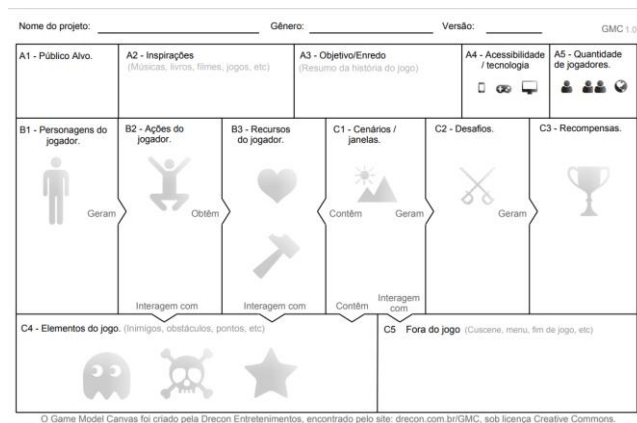 Nome do projeto: Gênero: Versão: GMC 1.0
A1 - Público Alvo.
A2 - Inspirações
(Músicas, livros, filmes, jogos, etc)
A3 - Objetivo/Enredo
(Resumo da história do jogo)
A4 - Acessibilidade
/ tecnologia
A5 - Quantidade
de jogadores.
B1 - Personagens do
jogador.
Geram
B2 - Ações do
jogador.
Obtêm
Interagem com
B3 - Recursos
do jogador.
Interagem com
C1 - Cenários /
janelas.
Contêm Geram
Contêm
Interagem
com
C2 - Desafios.
Geram
C3 - Recompensas.
C4 - Elementos do jogo. (Inimigos, obstáculos, pontos, etc)
C5 Fora do jogo (Cuscene, menu, fim de jogo, etc)
O Game Model Canvas foi criado pela Drecon Entretenimentos, encontrado pelo site: drecon.com.br/GMC, sob licença Creative Commons.